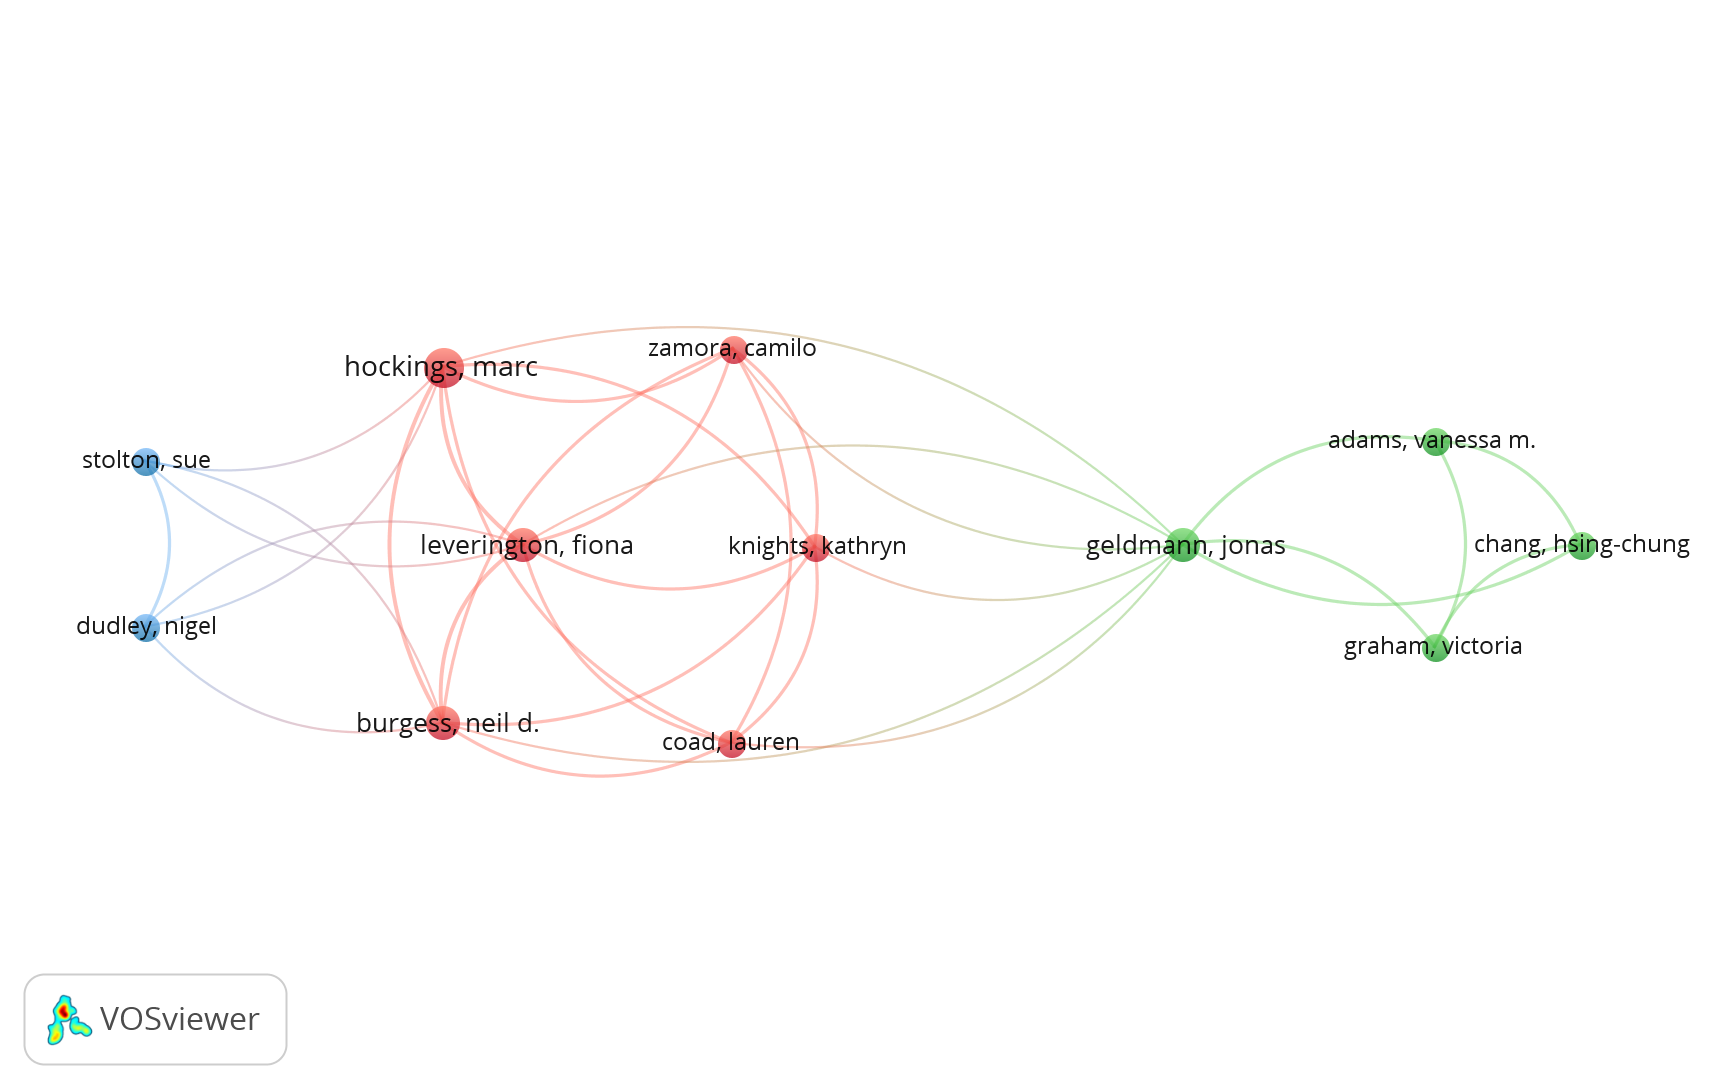 zamora, camilo
hockings, marc
adams, vanessa m.
stolton, sue
leverington, fiona
knights, kathryn
geldmann, jonas
chang, hsing-chung
dudley, nigel
graham, victoria
burgess, neil d.
coad, lauren
VOSviewer